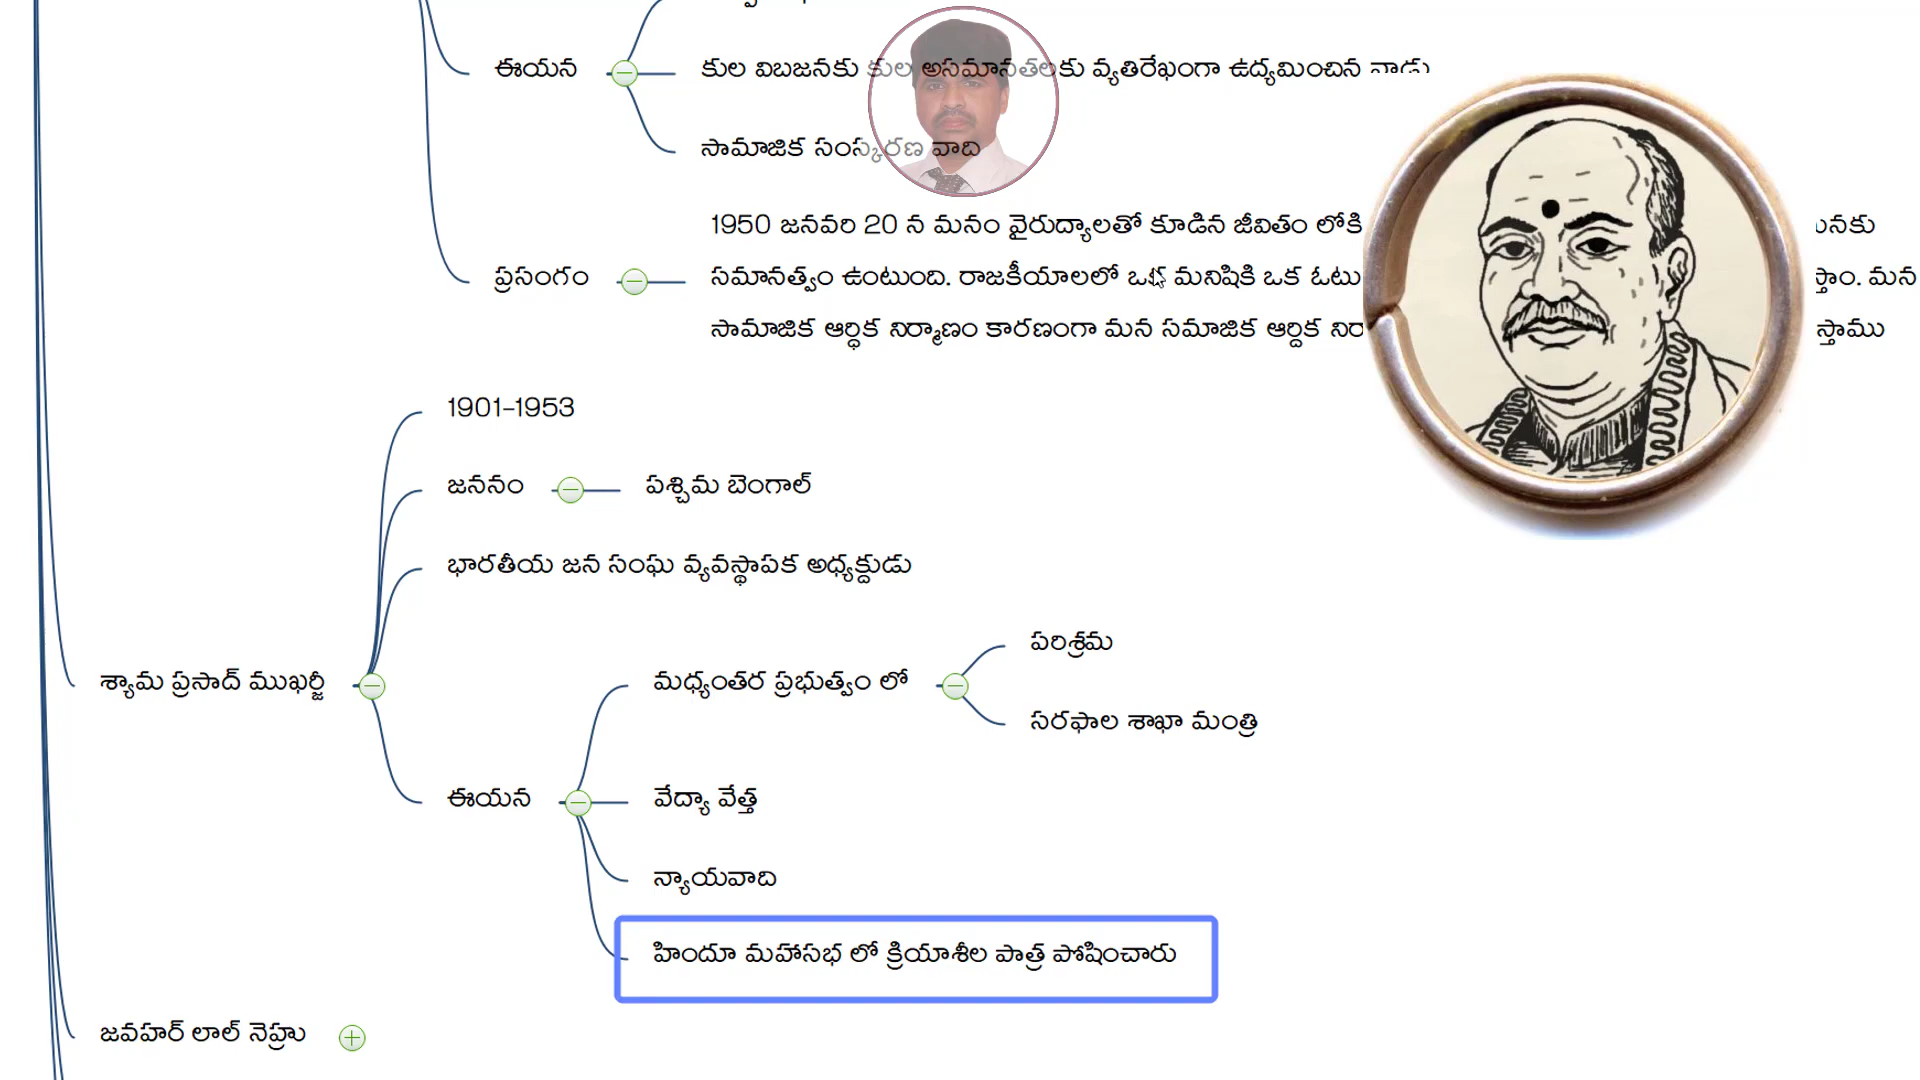 ఈయన
కుల విబజనకు కుల అసమానతలకు వ్యతిరేఖంగా ఉద్యమించిన వాడు
సామాజిక సంస్కరణ వాది
1950 జనవరి 20 న మనం వైరుద్యాలతో కూడిన జీవితం లోకి
ప్రసంగం
సమానత్వం ఉంటుంది. రాజకీయాలలో ఒక మనిషికి ఒక ఓటు స్తాం. మన
సామాజిక ఆర్ధిక నిర్మాణం కారణంగా మన సమాజిక ఆర్దిక స్తాము
1901-1953
జననం
పశ్చిమ బెంగాల్
భారతీయ జన సంఘ వ్యవస్థాపక అధ్యక్దుడు
పరిశ్రమ
శ్యామ ప్రసాద్ ముఖర్జీ
మధ్యంతర ప్రభుత్వం లో
సరఫాల శాఖా మంత్రి
ఈయన
వేద్యా వేత్త
న్యాయవాది
హిందూ మహాసభ లో క్రియాశీల పాత్ర పోషించారు
జవహర్ లాల్ నెహ్రు